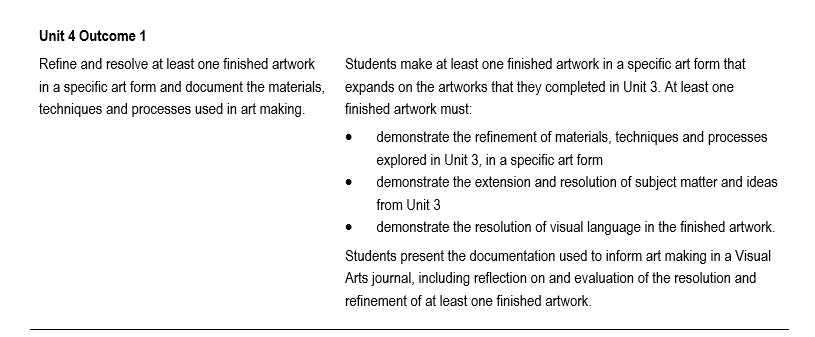 Unit 4 Outcome 1
Refine and resolve at least one finished artwork
in a specific art form and document the materials,
techniques and processes used in art making.
Students make at least one finished artwork in a specific art form that
expands on the artworks that they completed in Unit 3. At least one
finished artwork must:
• demonstrate the refinement of materials, techniques and processes
explored in Unit 3, in a specific art form
• demonstrate the extension and resolution of subject matter and ideas
from Unit 3
• demonstrate the resolution of visual language in the finished artwork.
Students present the documentation used to inform art making in a Visual
Arts journal, including reflection on and evaluation of the resolution and
refinement of at least one finished artwork.